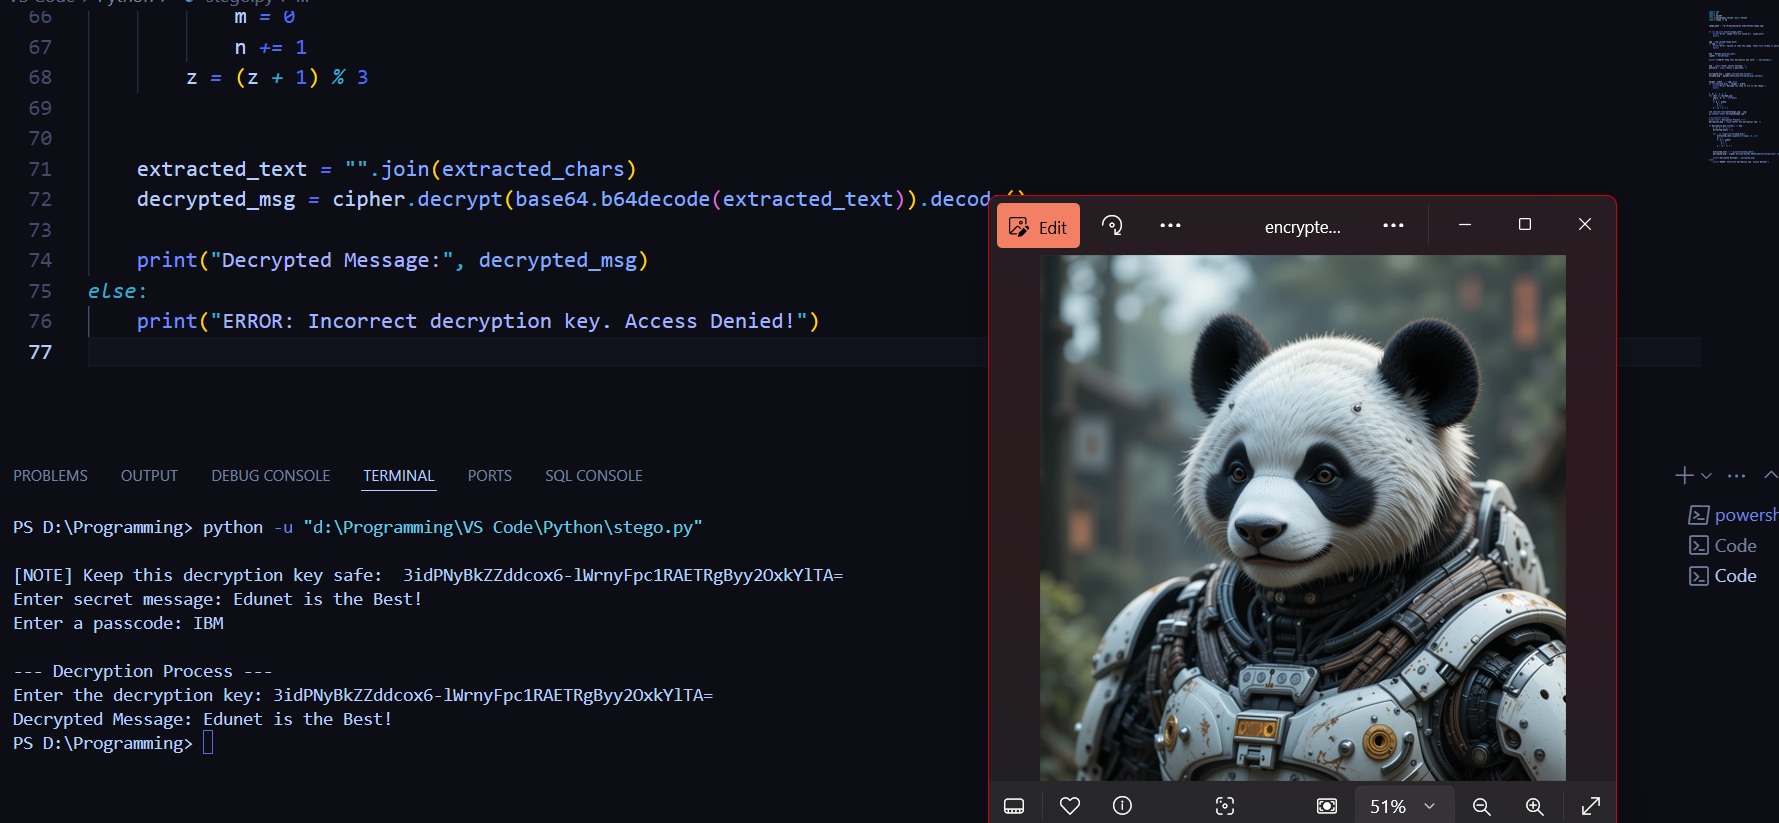 66 m = 0
67 n += 1
68 z = (z + 1) % 3
69
70
71 extracted_text = "".join(extracted_chars)
72 decrypted_msg = cipher.decrypt(base64.b64decode(extracted_text)).decod
73
74 print("Decrypted Message:", decrypted_msg)
75 else:
76 print("ERROR: Incorrect decryption key. Access Denied!")
77
Edit
encrypte...
PROBLEMS OUTPUT DEBUG CONSOLE TERMINAL PORTS SQL CONSOLE
PS D:\Programming> python -u "d:\Programming\VS Code\Python\stego.py"
[NOTE] Keep this decryption key safe: 3idPNyBkZZddcox6-lWrnyFpc1RAETRgByy2OxkYlTA=
Enter secret message: Edunet is the Best!
Enter a passcode: IBM
--- Decryption Process ---
Enter the decryption key: 3idPNyBkZZddcox6-lWrnyFpc1RAETRgByy2OxkYlTA=
Decrypted Message: Edunet is the Best!
PS D:\Programming>
powersh
Code
Code
51%